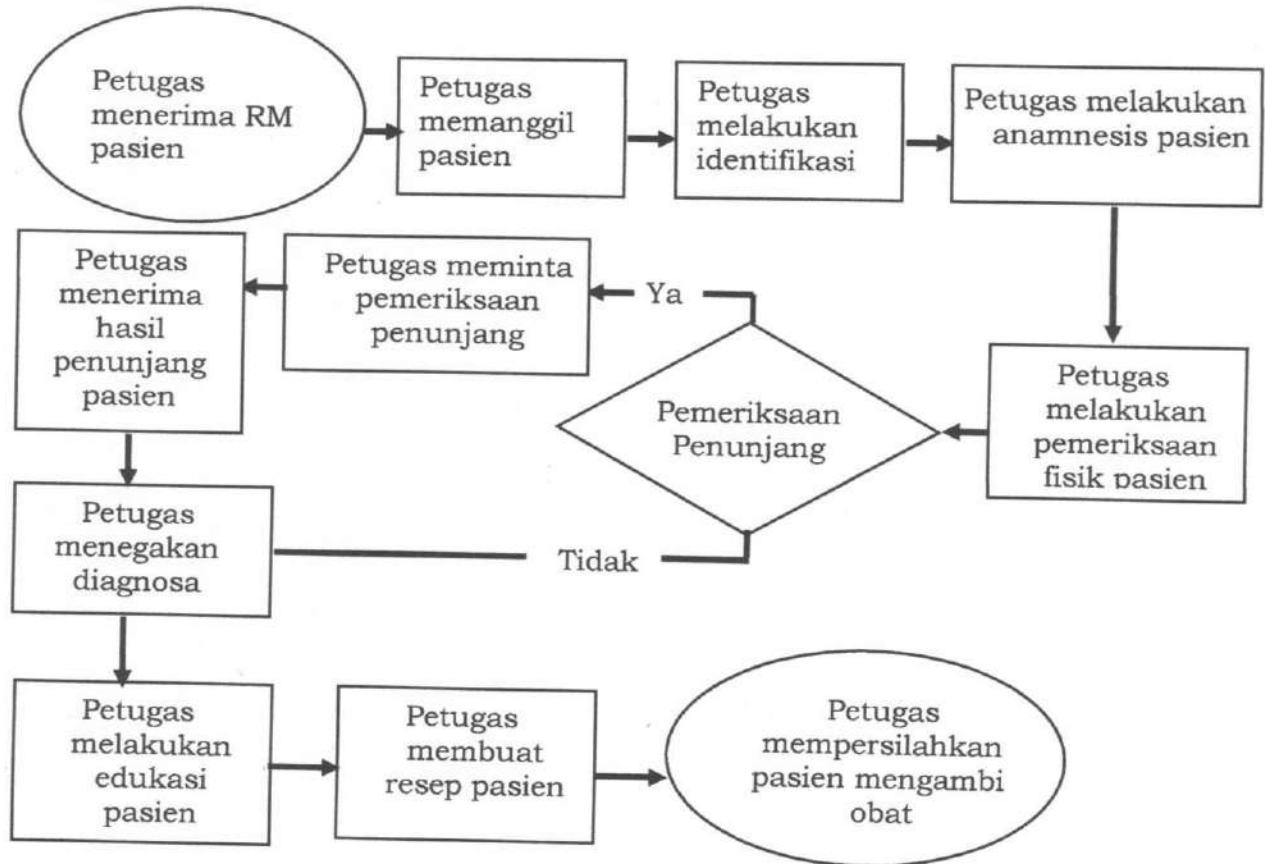 Petugas
menerima RM
pasien
Petugas
memanggil
pasien
Petugas
melakukan
identifikasi
Petugas melakukan
anamnesis pasien
Petugas
melakukan
pemeriksaan
fisik pasien
Pemeriksaan
Penunjang
Ya
Petugas meminta
pemeriksaan
penunjang
Petugas
menerima
hasil
penunjang
pasien
Tidak
Petugas
menegakan
diagnosa
Petugas
melakukan
edukasi
pasien
Petugas
membuat
resep pasien
Petugas
mempersilahkan
pasien mengambi
obat